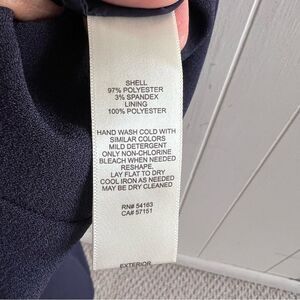 SHELL
97% POLYESTER
3% SPANDEX
LINING
100% POLYESTER
HAND WASH COLD WITH
SIMILAR COLORS
MILD DETERGENT
ONLY NON-CHLORINE
BLEACH WHEN NEEDED
RESHAPE,
LAY FLAT TO DRY
COOL IRON AS NEEDED
MAY BE DRY CLEANED
RN# 54163
CA# 57151
EXTERIOR